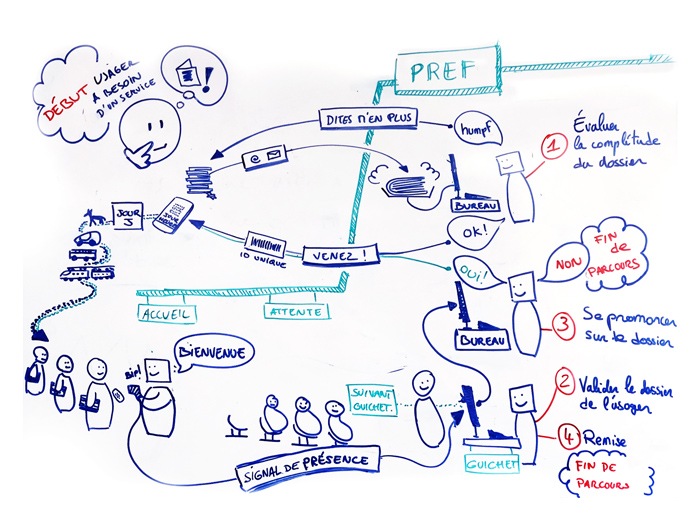 DÉBUT
USAGER
A BESOIN
D'UN SERVICE
!
PREF
DITES M'EN PLUS
humpf
1
Évaluer
la complétude
du dossier
@
BUREAU
JOUR
J
JOUR
HEURE
ID UNIQUE
VENEZ !
OK!
OUI!
NON
FIN
DE
PARCOURS
ACCUEIL
ATTENTE
BUREAU
3
Se prononcer
sur le dossier
BIP!
BIENVENUE
SUIVANT
GUICHET.
2
Valider le dossier
de l'usager
4
Remise
GUICHET
FIN DE
PARCOURS
SIGNAL DE PRÉSENCE